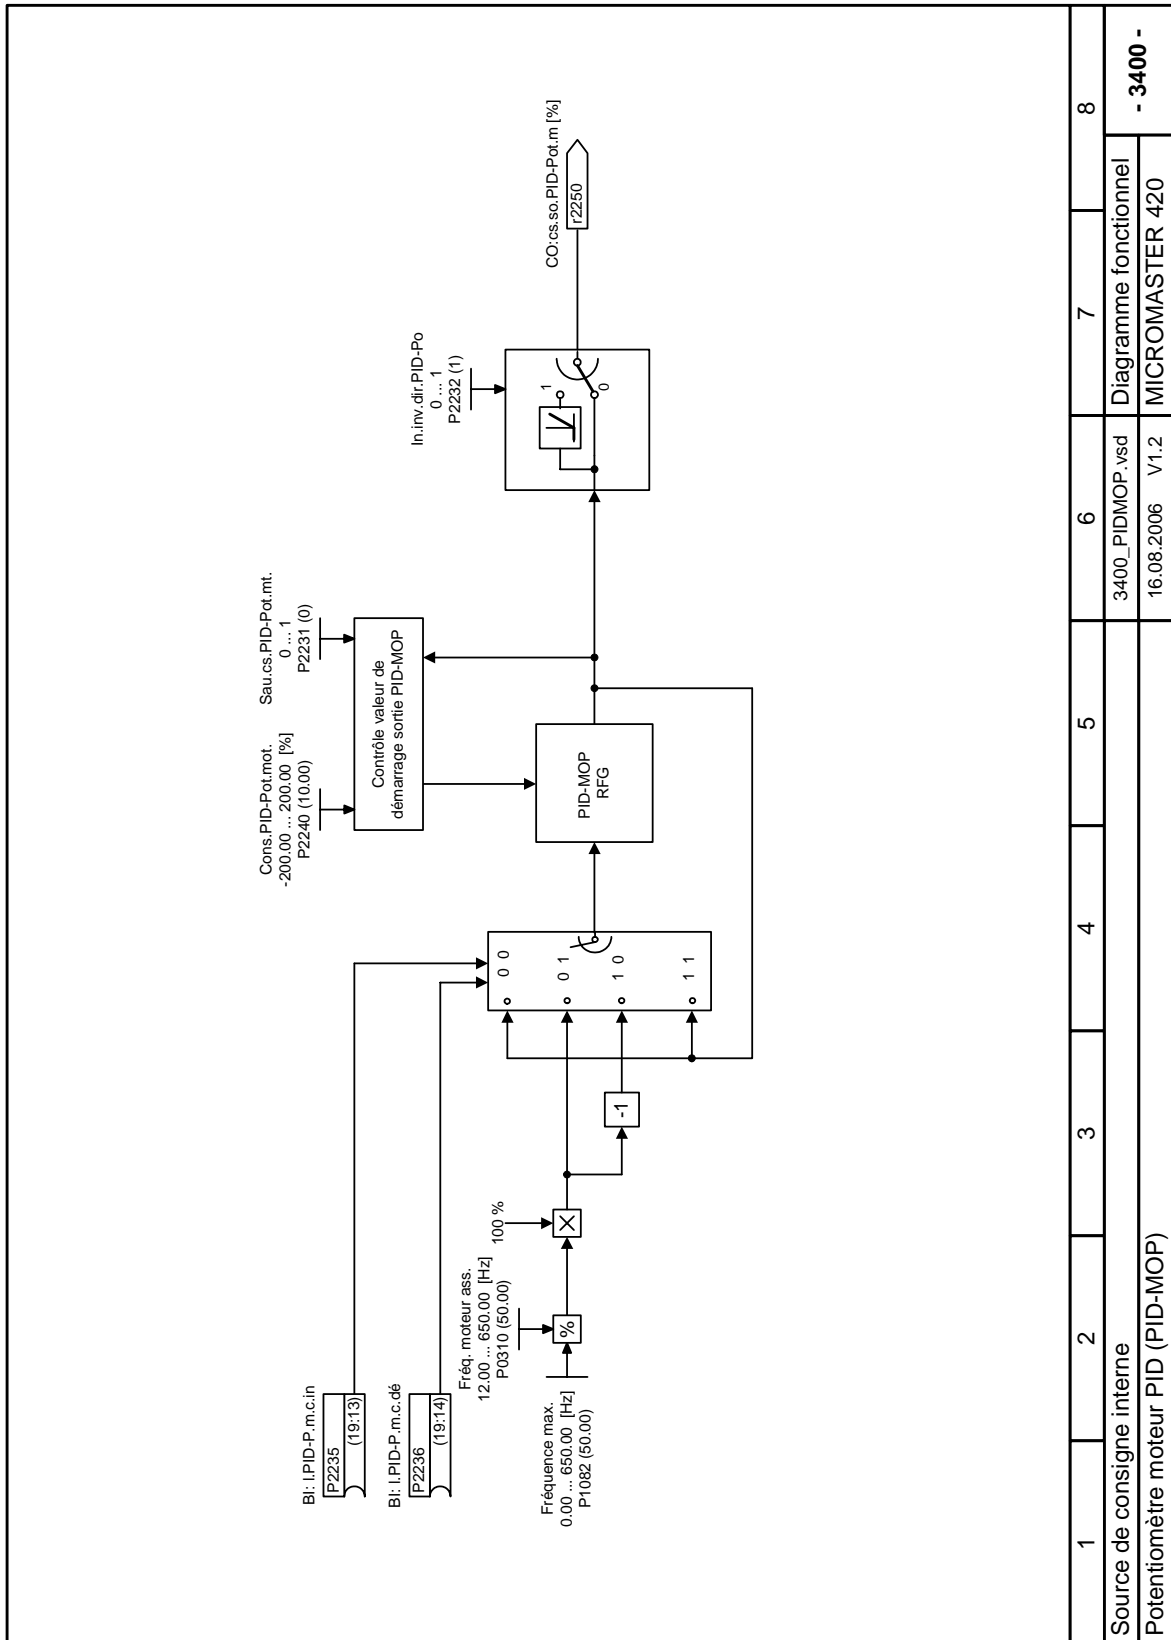 BI: I.PID-P.m.c.in
P2235
(19:13)
BI: I.PID-P.m.c.dé
P2236
(19:14)
Fréquence max.
0.00 ... 650.00 [Hz]
P1082 (50.00)
Fréq. moteur ass.
12.00 ... 650.00 [Hz]
P0310 (50.00)
%
100 %
X
-1
0 0
0 1
1 0
1 1
Cons.PID-Pot.mot.
-200.00 ... 200.00 [%]
P2240 (10.00)
Sau.cs.PID-Pot.mt.
0 ... 1
P2231 (0)
Contrôle valeur de
démarrage sortie PID-MOP
PID-MOP
RFG
In.inv.dir.PID-Po
0 ... 1
P2232 (1)
1
0
CO:cs.so.PID-Pot.m [%]
r2250
1 2 3 4 5 6 7 8
Source de consigne interne 3400_PIDMOP.vsd Diagramme fonctionnel
- 3400 -
Potentiomètre moteur PID (PID-MOP) 16.08.2006 V1.2 MICROMASTER 420